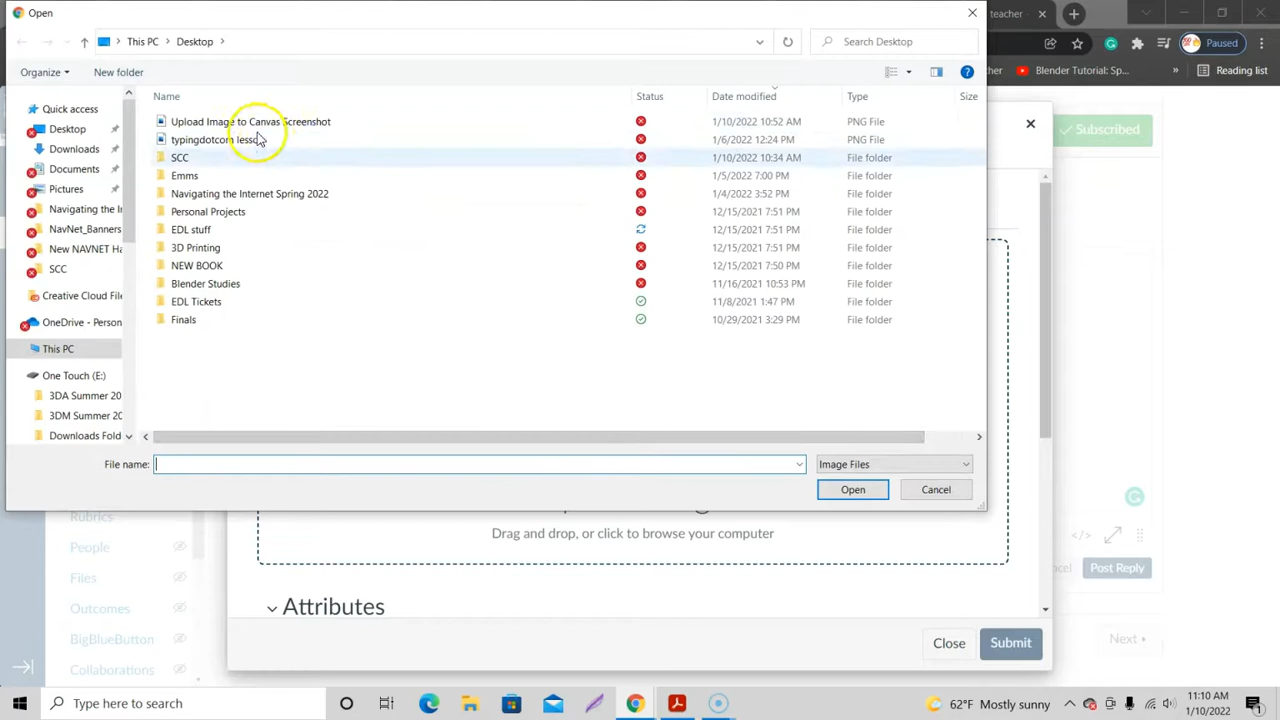 Open
teacher
This PC
Desktop
Search Desktop
Paused
Organize
New folder
her
Blender Tutorial: Sp...
»
Reading list
Name
Status
Date modified
Type
Size
Quick access
Desktop
Downloads
Documents
Pictures
Navigating the I
NavNet_Banners
New NAVNET Ha
SCC
Creative Cloud File
OneDrive - Person
This PC
One Touch (E:)
3DA Summer 20
3DM Summer 20
Downloads Fold
Upload Image to Canvas Screenshot 1/10/2022 10:52 AM PNG File
typingdotcom lesso 1/6/2022 12:24 PM PNG File
SCC 1/10/2022 10:34 AM File folder
Emms 1/5/2022 7:00 PM File folder
Navigating the Internet Spring 2022 1/4/2022 3:52 PM File folder
Personal Projects 12/15/2021 7:51 PM File folder
EDL stuff 12/15/2021 7:51 PM File folder
3D Printing 12/15/2021 7:51 PM File folder
NEW BOOK 12/15/2021 7:50 PM File folder
Blender Studies 11/16/2021 10:53 PM File folder
EDL Tickets 11/8/2021 1:47 PM File folder
Finals 10/29/2021 3:29 PM File folder
File name:
Image Files
Open
Cancel
Subscribed
Drag and drop, or click to browse your computer
Attributes
Close
Submit
</>
Post Reply
Next
Rubrics
People
Files
Outcomes
BigBlueButton
Collaborations
Type here to search
62°F Mostly sunny
11:10 AM
1/10/2022
1